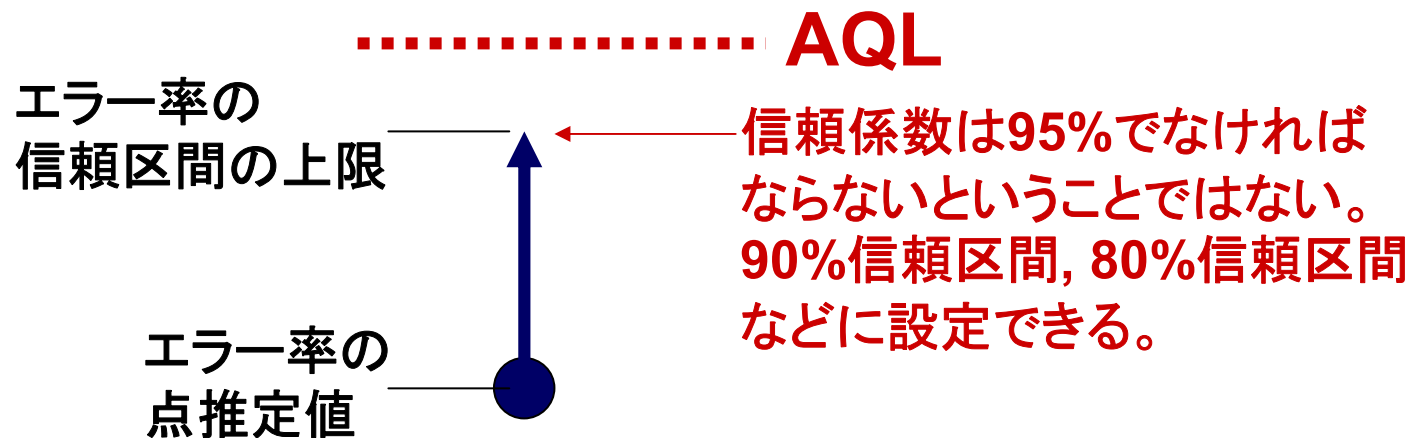 AQL
エラー率の
信頼区間の上限
信頼係数は95%でなければ
ならないということではない。
90%信頼区間, 80%信頼区間
などに設定できる。
エラー率の
点推定値